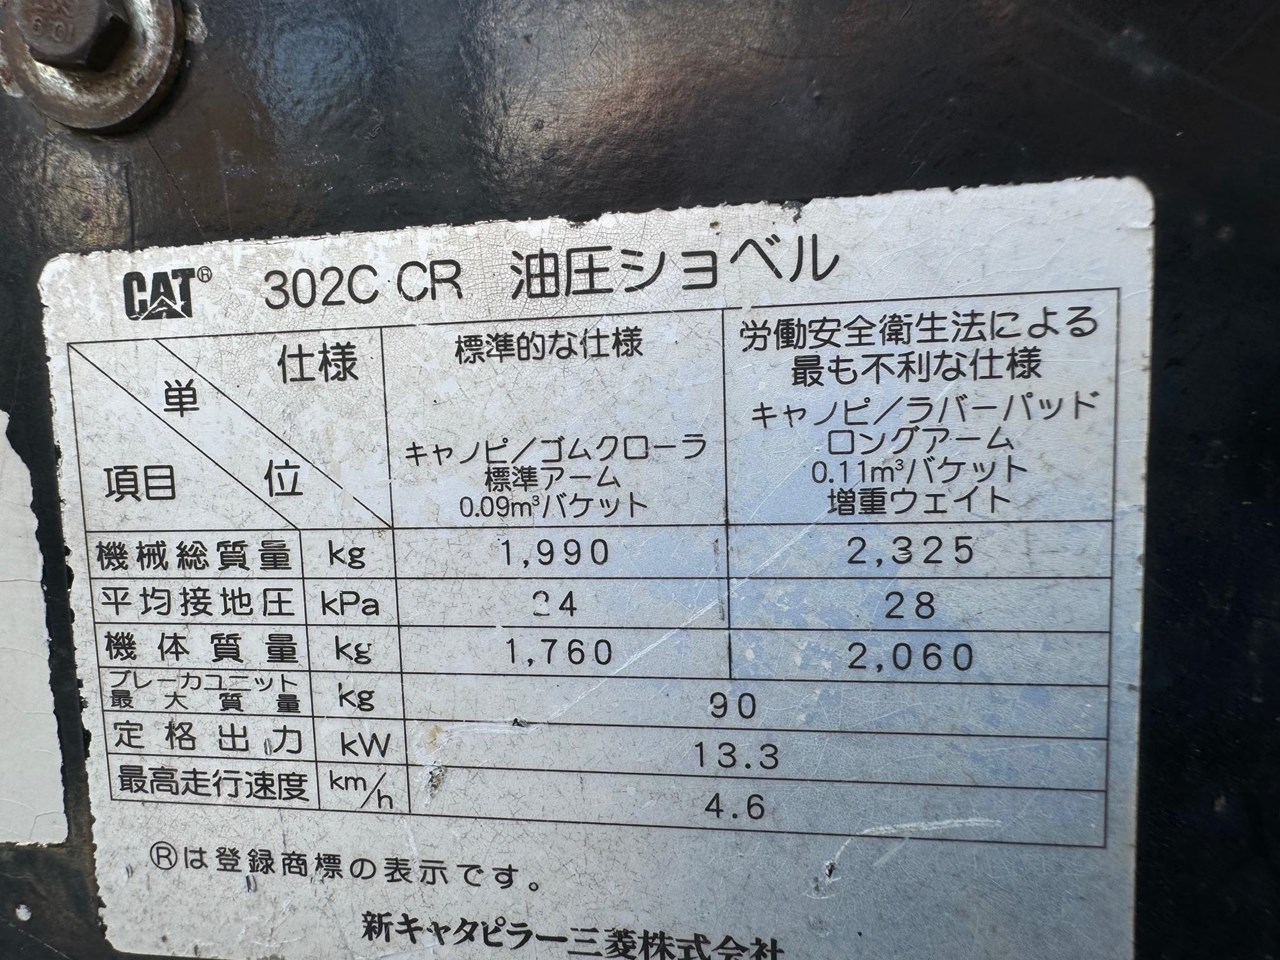 CAT® 302C CR 油圧ショベル
仕様
単位
項目
標準的な仕様
キャノピ/ゴムクローラ
標準アーム
0.09m³バケット
労働安全衛生法による
最も不利な仕様
キャノピ/ラバーパッド
ロングアーム
0.11m³バケット
増重ウェイト
機械総質量 kg 1,990 2,325
平均接地圧 kPa 24 28
機体質量 kg 1,760 2,060
ブレーカユニット
最大質量 kg 90
定格出力 kW 13.3
最高走行速度 km/h 4.6
®は登録商標の表示です。
新キャタピラー三菱株式会社